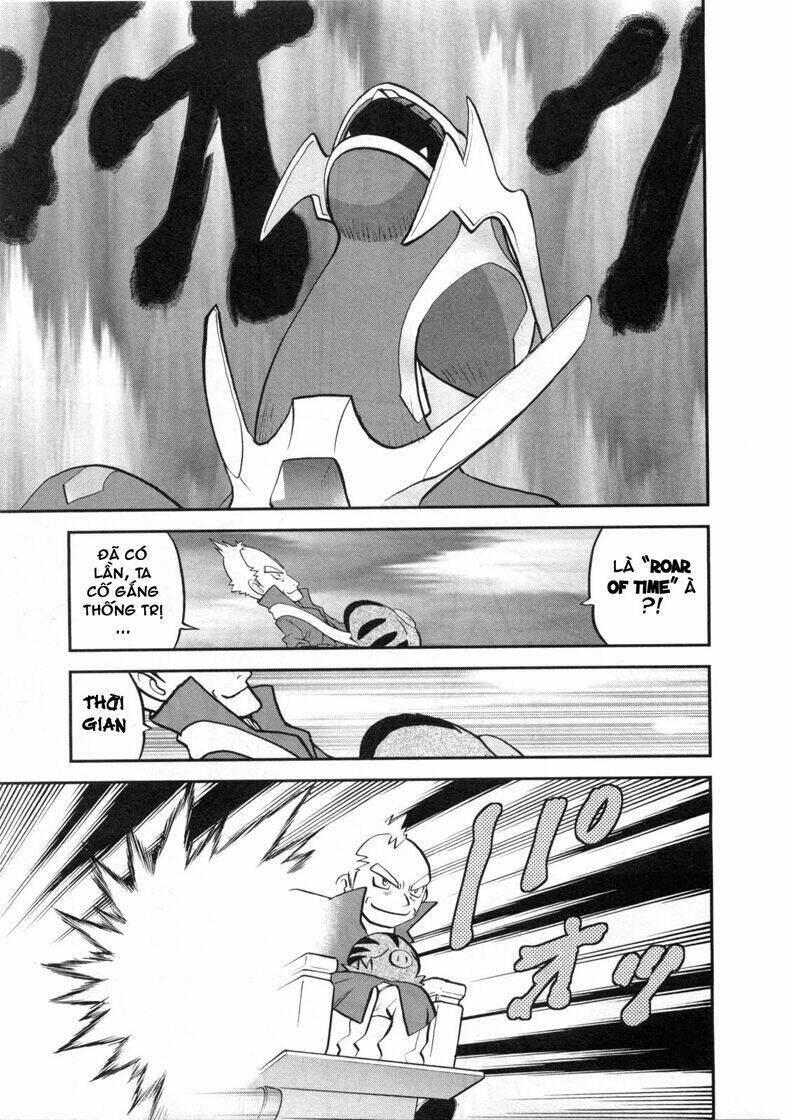 オ
LÀ "ROAR
OF TIME" À
?!
ĐÃ CÓ
LẦN, TA
CỐ GẮNG
THỐNG TRỊ
...
THỜI
GIAN
パ
オッ